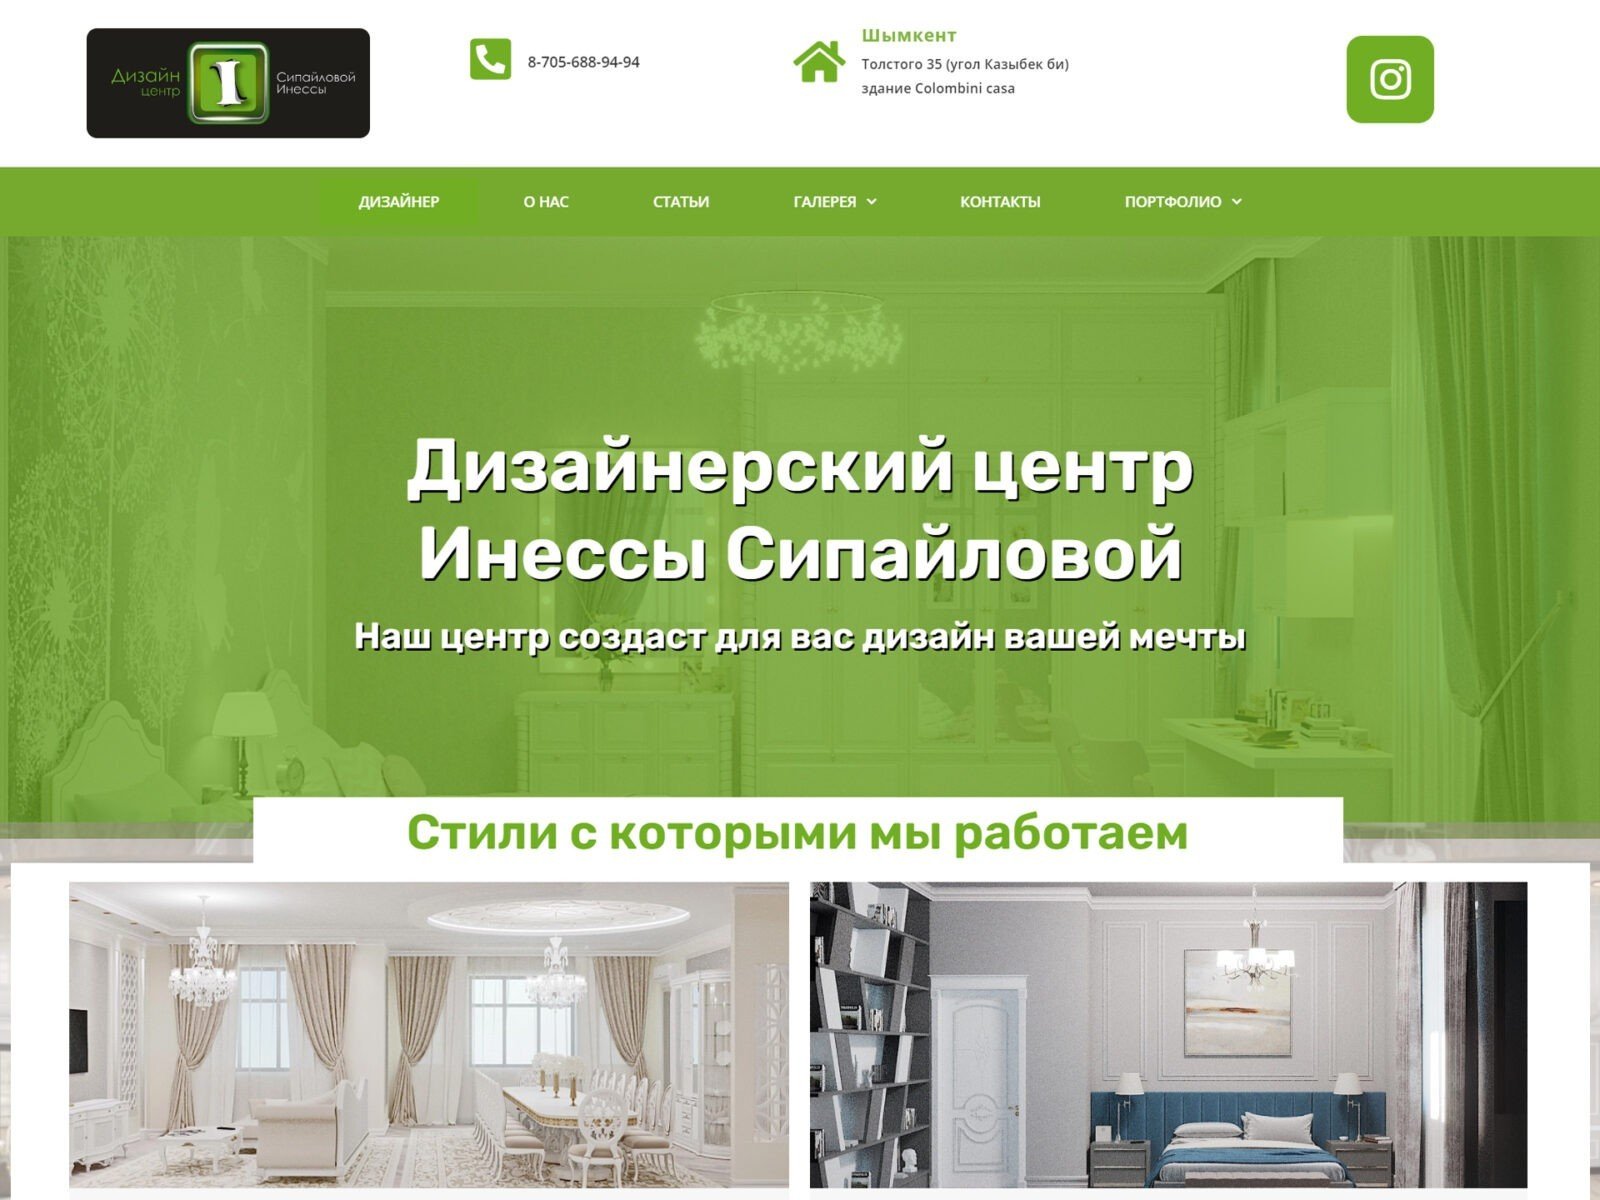 Дизайн
центр
I
Сипайловой
Инессы
8-705-688-94-94
Шымкент
Толстого 35 (угол Казыбек би)
здание Colombini casa
ДИЗАЙНЕР
О НАС
СТАТЬИ
ГАЛЕРЕЯ
КОНТАКТЫ
ПОРТФОЛИО
Дизайнерский центр
Инессы Сипайловой
Наш центр создаст для вас дизайн вашей мечты
Стили с которыми мы работаем